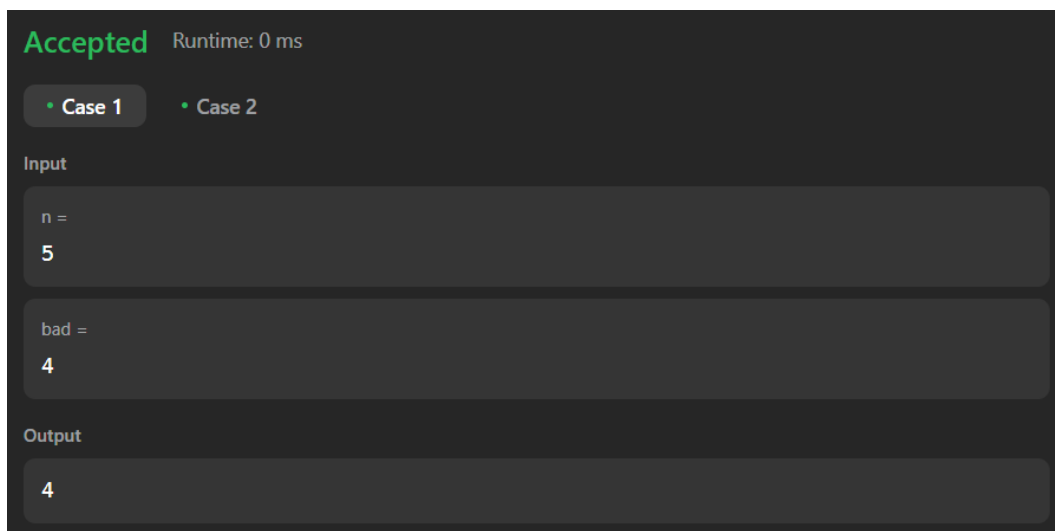 Accepted Runtime: 0 ms
• Case 1 • Case 2
Input
n =
5
bad =
4
Output
4